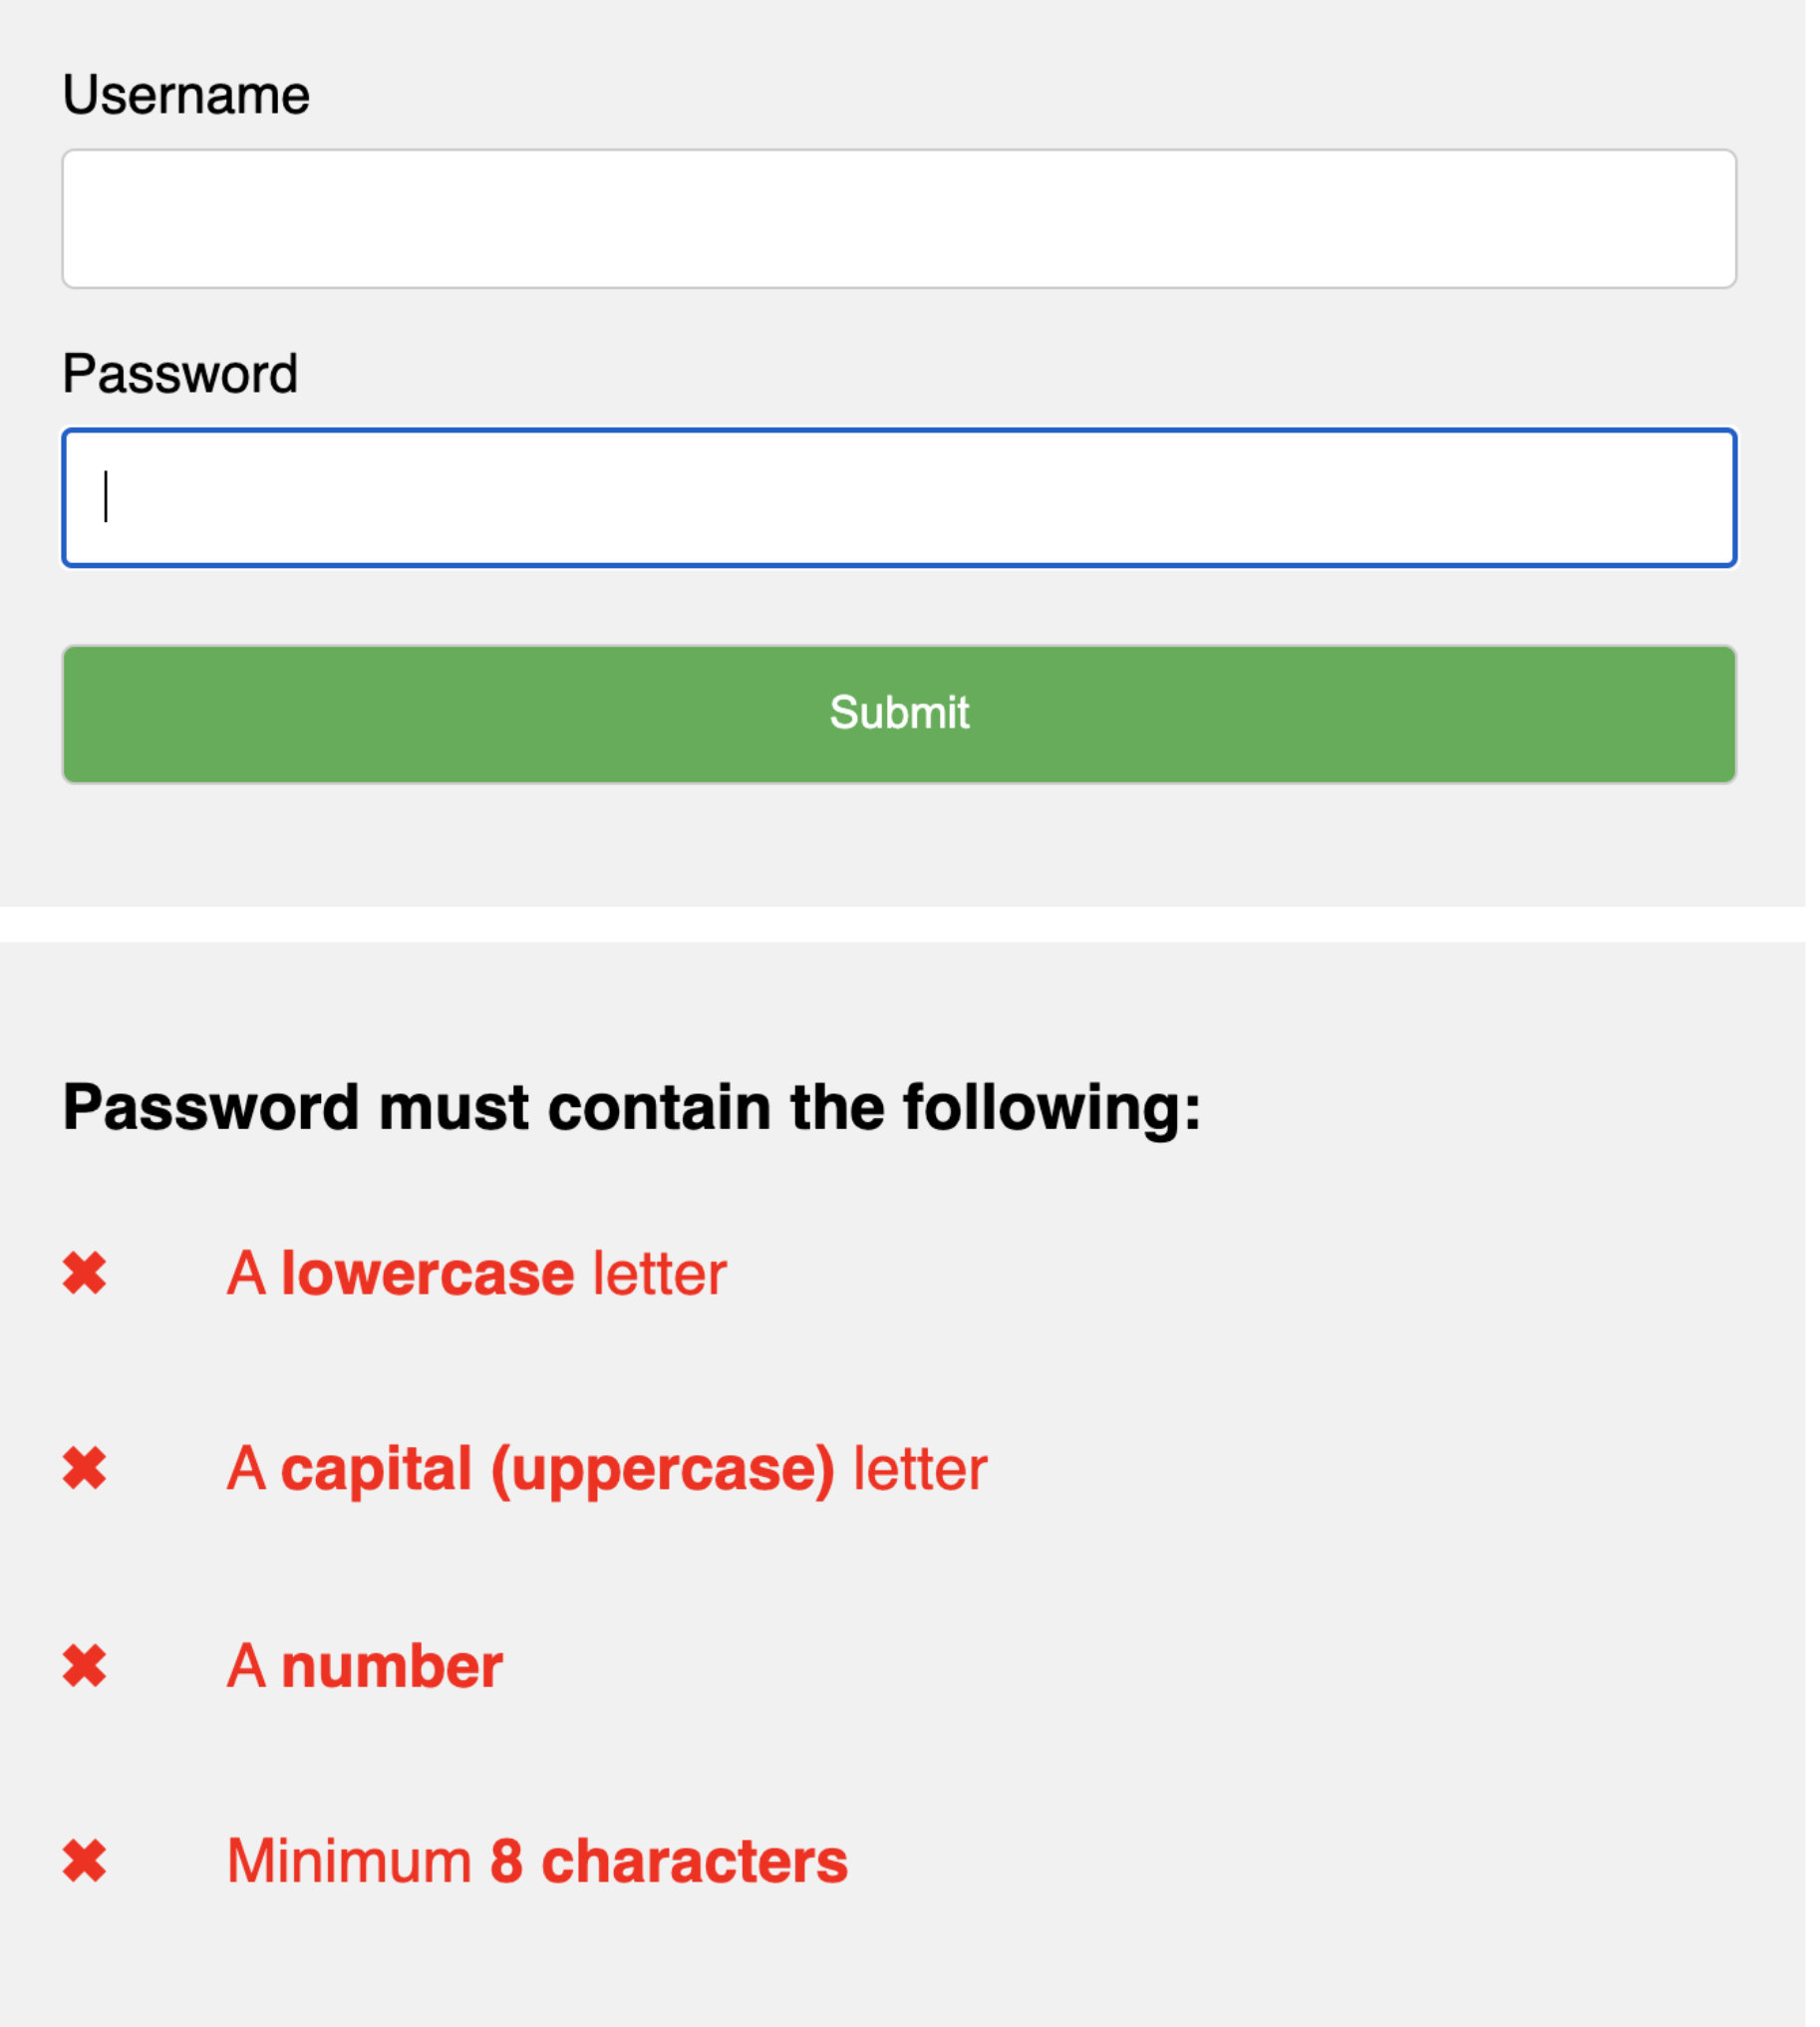 Username
Password
Submit
Password must contain the following:
✖ A lowercase letter
✖ A capital (uppercase) letter
✖ A number
✖ Minimum 8 characters